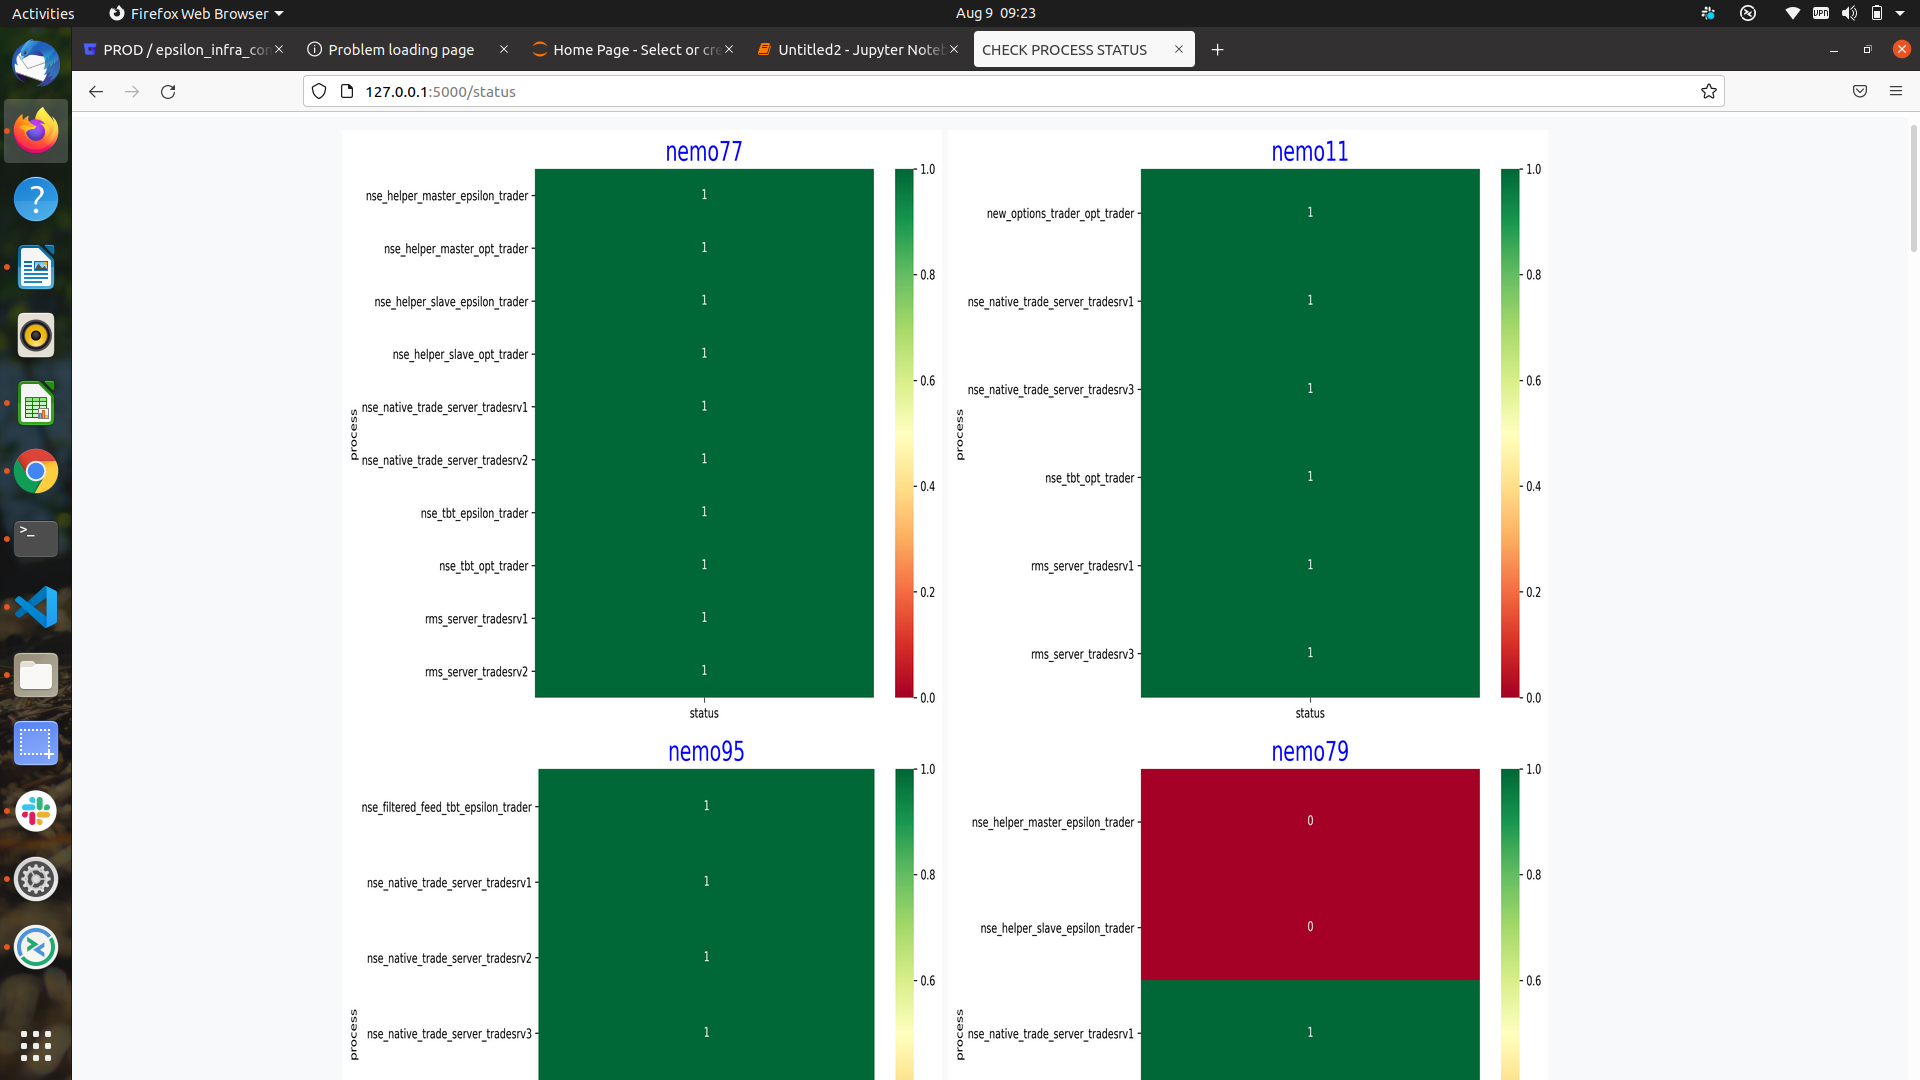 Activities
Firefox Web Browser
Aug 9 09:23
VPN
PROD / epsilon_infra_con
Problem loading page
Home Page - Select or cre
Untitled2 - Jupyter Noteb
CHECK PROCESS STATUS
127.0.0.1:5000/status
nemo77
nse_helper_master_epsilon_trader
1
nse_helper_master_opt_trader
1
nse_helper_slave_epsilon_trader
1
nse_helper_slave_opt_trader
1
nse_native_trade_server_tradesrv1
1
nse_native_trade_server_tradesrv2
1
nse_tbt_epsilon_trader
1
nse_tbt_opt_trader
1
rms_server_tradesrv1
1
rms_server_tradesrv2
1
process
status
1.0
0.8
0.6
0.4
0.2
0.0
nemo11
new_options_trader_opt_trader
1
nse_native_trade_server_tradesrv1
1
nse_native_trade_server_tradesrv3
1
nse_tbt_opt_trader
1
rms_server_tradesrv1
1
rms_server_tradesrv3
1
process
status
1.0
0.8
0.6
0.4
0.2
0.0
nemo95
nse_filtered_feed_tbt_epsilon_trader
1
nse_native_trade_server_tradesrv1
1
nse_native_trade_server_tradesrv2
1
nse_native_trade_server_tradesrv3
1
process
1.0
0.8
0.6
nemo79
nse_helper_master_epsilon_trader
0
nse_helper_slave_epsilon_trader
0
nse_native_trade_server_tradesrv1
1
process
1.0
0.8
0.6